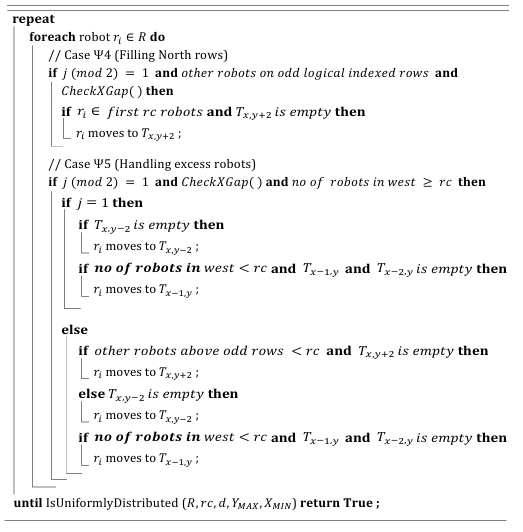 repeat
foreach robot r_i ∈ R do
// Case Ψ4 (Filling North rows)
if j (mod 2) = 1 and other robots on odd logical indexed rows and
CheckXGap( ) then
if r_i ∈ first rc robots and T_{x,y+2} is empty then
r_i moves to T_{x,y+2} ;
// Case Ψ5 (Handling excess robots)
if j (mod 2) = 1 and CheckXGap( ) and no of robots in west ≥ rc then
if j = 1 then
if T_{x,y−2} is empty then
r_i moves to T_{x,y−2} ;
if no of robots in west < rc and T_{x−1,y} and T_{x−2,y} is empty then
r_i moves to T_{x−1,y} ;
else
if other robots above odd rows < rc and T_{x,y+2} is empty then
r_i moves to T_{x,y+2} ;
else T_{x,y−2} is empty then
r_i moves to T_{x,y−2} ;
if no of robots in west < rc and T_{x−1,y} and T_{x−2,y} is empty then
r_i moves to T_{x−1,y} ;
until IsUniformlyDistributed (R, rc, d, Y_{MAX}, X_{MIN}) return True ;